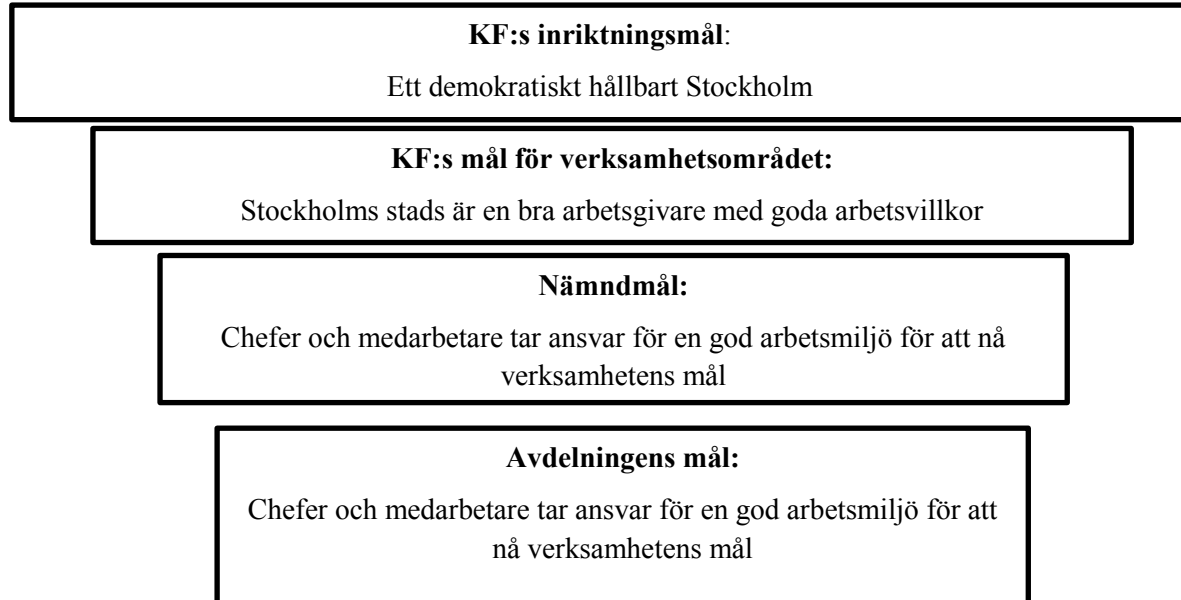 KF:s inriktningsmål:
Ett demokratiskt hållbart Stockholm
KF:s mål för verksamhetsområdet:
Stockholms stads är en bra arbetsgivare med goda arbetsvillkor
Nämndmål:
Chefer och medarbetare tar ansvar för en god arbetsmiljö för att nå
verksamhetens mål
Avdelningens mål:
Chefer och medarbetare tar ansvar för en god arbetsmiljö för att
nå verksamhetens mål